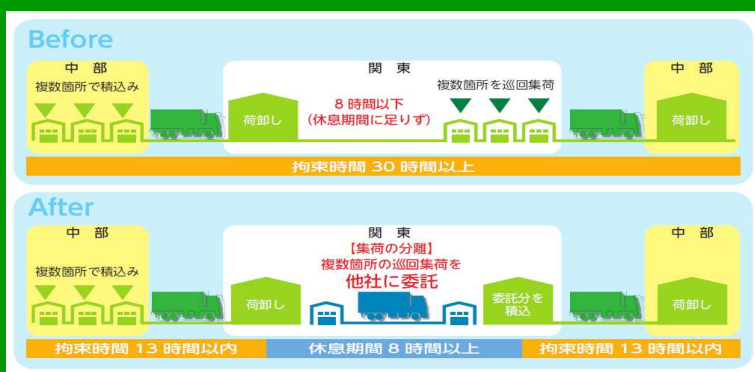 Before
中 部
複数箇所で積込み
関 東
荷卸し
8 時間以下
(休息期間に足りず)
複数箇所を巡回集荷
中 部
荷卸し
拘束時間 30 時間以上
After
中 部
複数箇所で積込み
関 東
【集荷の分離】
複数箇所の巡回集荷を
他社に委託
荷卸し
委託分を
積込
中 部
荷卸し
拘束時間 13 時間以内
休息期間 8 時間以上
拘束時間 13 時間以内